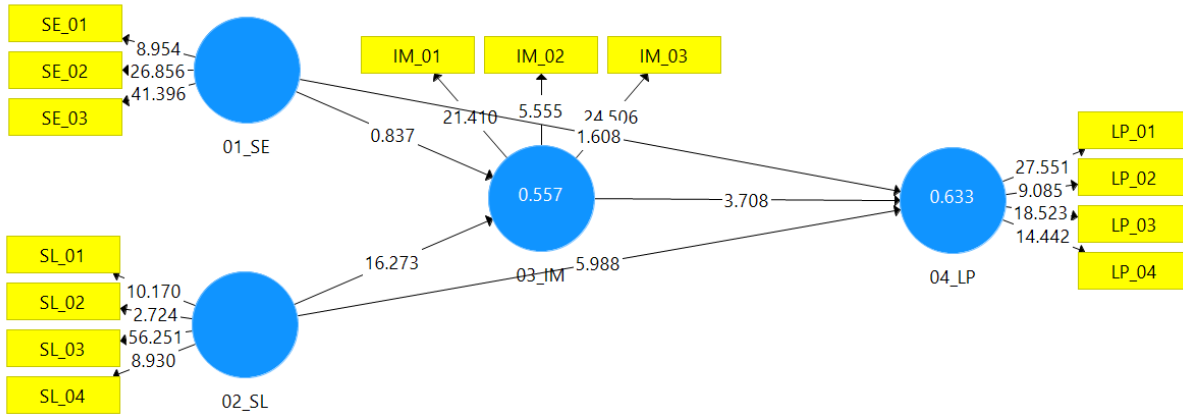 SE_01
SE_02
SE_03
8.954
26.856
41.396
01_SE
IM_01
IM_02
IM_03
21.410
5.555
24.506
0.837
1.608
0.557
03_IM
3.708
0.633
04_LP
LP_01
LP_02
LP_03
LP_04
27.551
9.085
18.523
14.442
16.273
5.988
SL_01
SL_02
SL_03
SL_04
10.170
2.724
56.251
8.930
02_SL